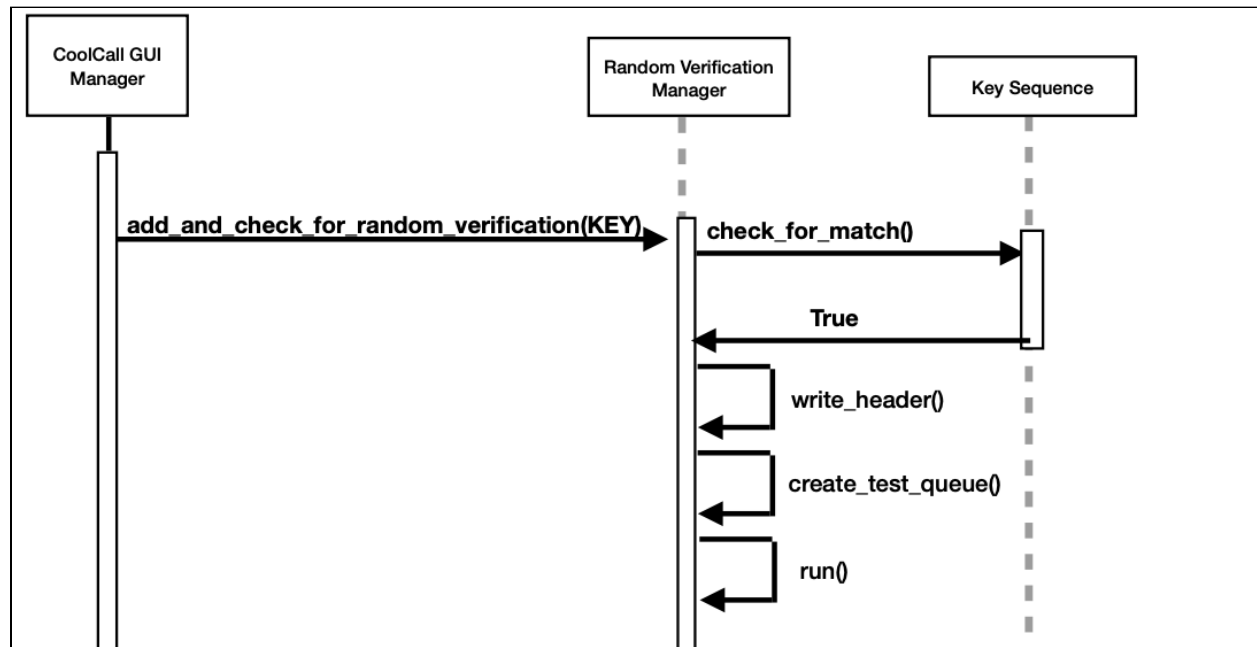 CoolCall GUI
Manager
Random Verification
Manager
Key Sequence
add_and_check_for_random_verification(KEY)
check_for_match()
True
write_header()
create_test_queue()
run()